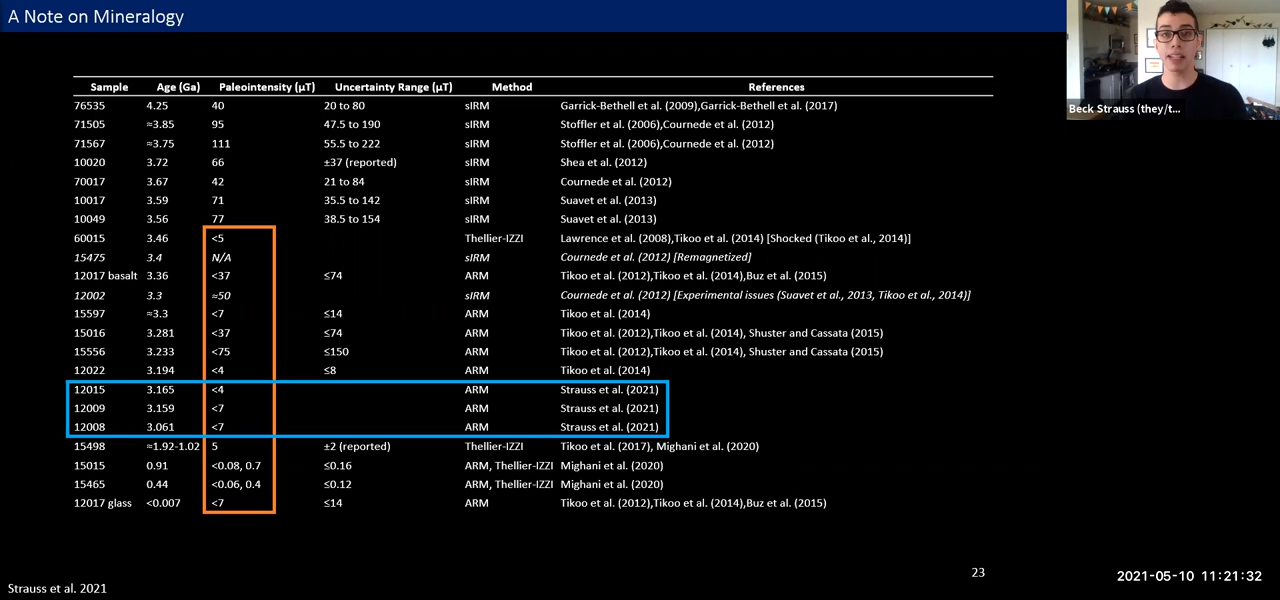 A Note on Mineralogy
Beck Strauss (they/t...
Sample Age (Ga) Paleointensity (μT) Uncertainty Range (μT) Method References
76535 4.25 40 20 to 80 sIRM Garrick-Bethell et al. (2009),Garrick-Bethell et al. (2017)
71505 ≈3.85 95 47.5 to 190 sIRM Stoffler et al. (2006),Cournede et al. (2012)
71567 ≈3.75 111 55.5 to 222 sIRM Stoffler et al. (2006),Cournede et al. (2012)
10020 3.72 66 ±37 (reported) sIRM Shea et al. (2012)
70017 3.67 42 21 to 84 sIRM Cournede et al. (2012)
10017 3.59 71 35.5 to 142 sIRM Suavet et al. (2013)
10049 3.56 77 38.5 to 154 sIRM Suavet et al. (2013)
60015 3.46 <5 Thellier-IZZI Lawrence et al. (2008),Tikoo et al. (2014) [Shocked (Tikoo et al., 2014)]
15475 3.4 N/A sIRM Cournede et al. (2012) [Remagnetized]
12017 basalt 3.36 <37 ≤74 ARM Tikoo et al. (2012),Tikoo et al. (2014),Buz et al. (2015)
12002 3.3 ≈50 sIRM Cournede et al. (2012) [Experimental issues (Suavet et al., 2013, Tikoo et al., 2014)]
15597 ≈3.3 <7 ≤14 ARM Tikoo et al. (2014)
15016 3.281 <37 ≤74 ARM Tikoo et al. (2012),Tikoo et al. (2014), Shuster and Cassata (2015)
15556 3.233 <75 ≤150 ARM Tikoo et al. (2012),Tikoo et al. (2014), Shuster and Cassata (2015)
12022 3.194 <4 ≤8 ARM Tikoo et al. (2014)
12015 3.165 <4 ARM Strauss et al. (2021)
12009 3.159 <7 ARM Strauss et al. (2021)
12008 3.061 <7 ARM Strauss et al. (2021)
15498 ≈1.92-1.02 5 ±2 (reported) Thellier-IZZI Tikoo et al. (2017), Mighani et al. (2020)
15015 0.91 <0.08, 0.7 ≤0.16 ARM, Thellier-IZZI Mighani et al. (2020)
15465 0.44 <0.06, 0.4 ≤0.12 ARM, Thellier-IZZI Mighani et al. (2020)
12017 glass <0.007 <7 ≤14 ARM Tikoo et al. (2012),Tikoo et al. (2014),Buz et al. (2015)
23
2021-05-10 11:21:32
Strauss et al. 2021